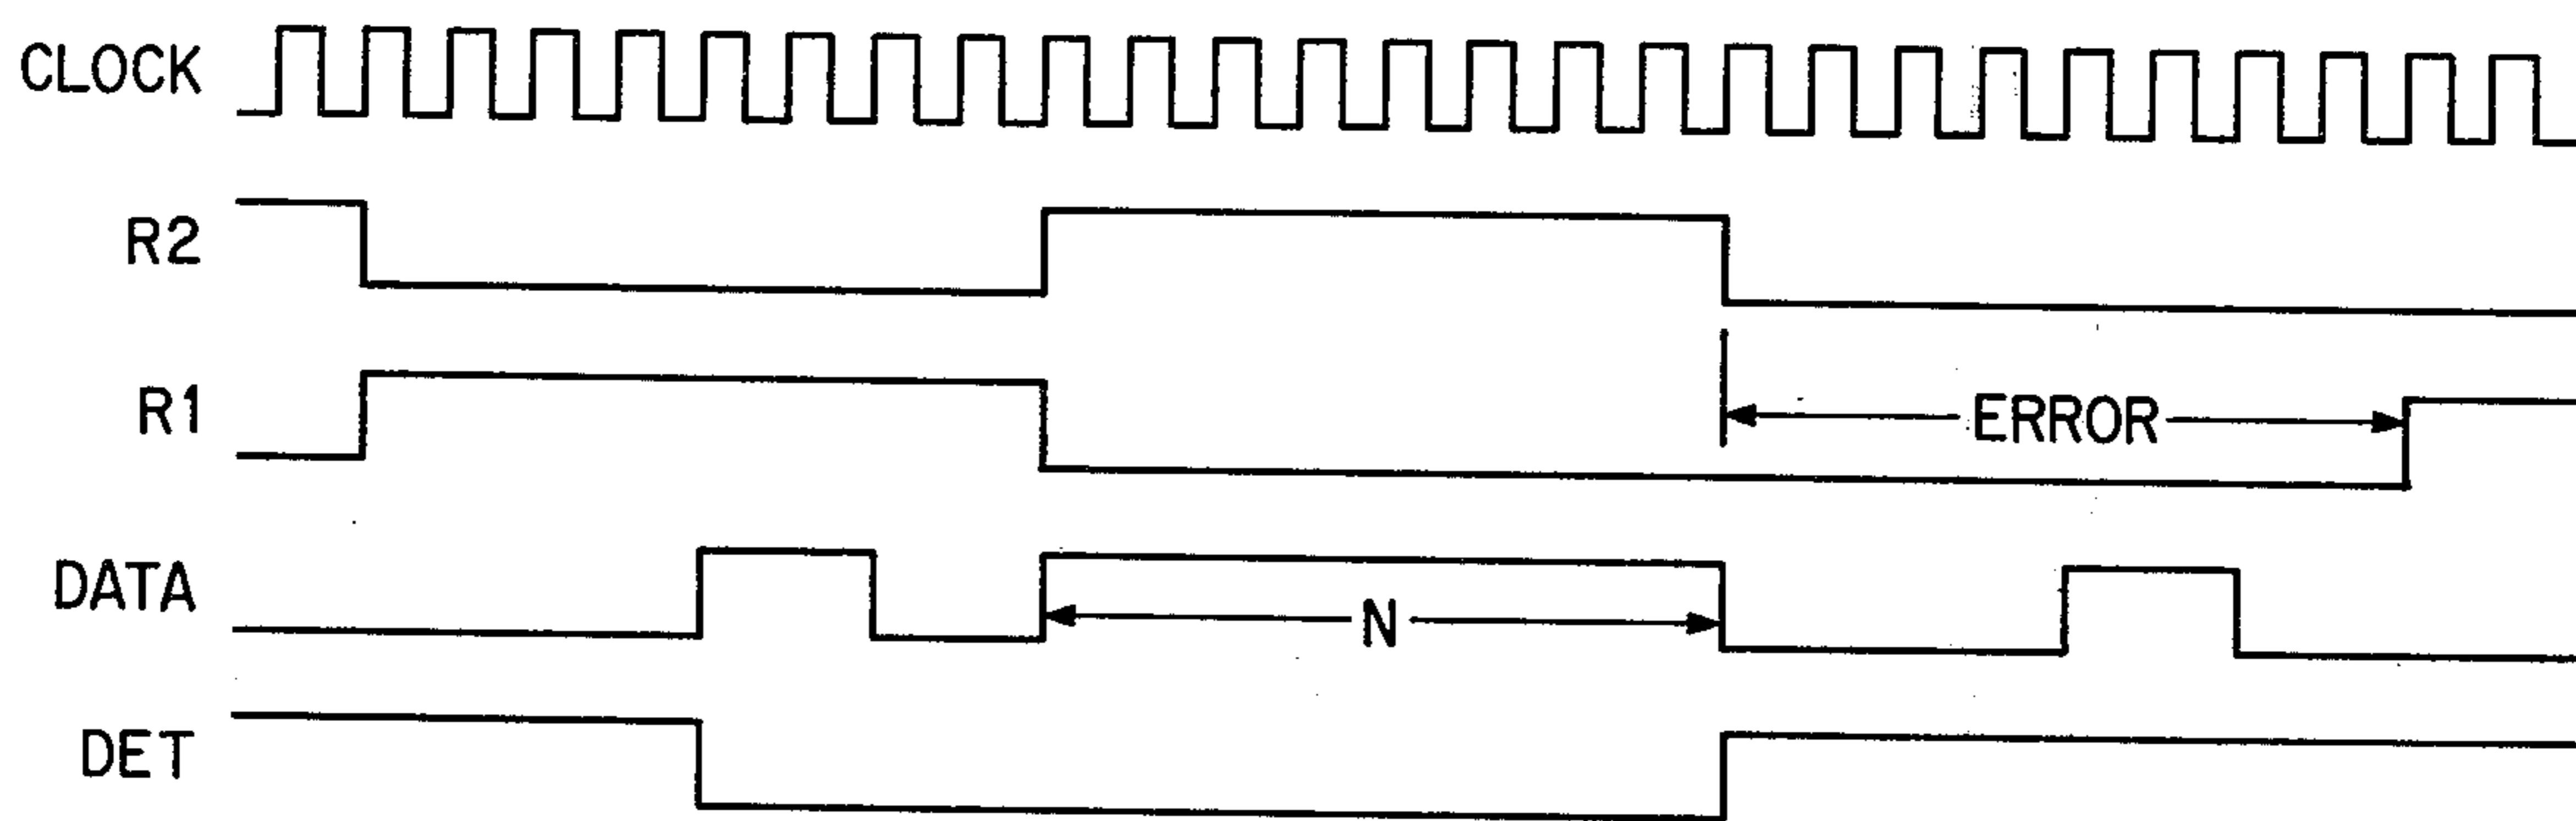 CLOCK
R2
R1
ERROR
DATA
N
DET